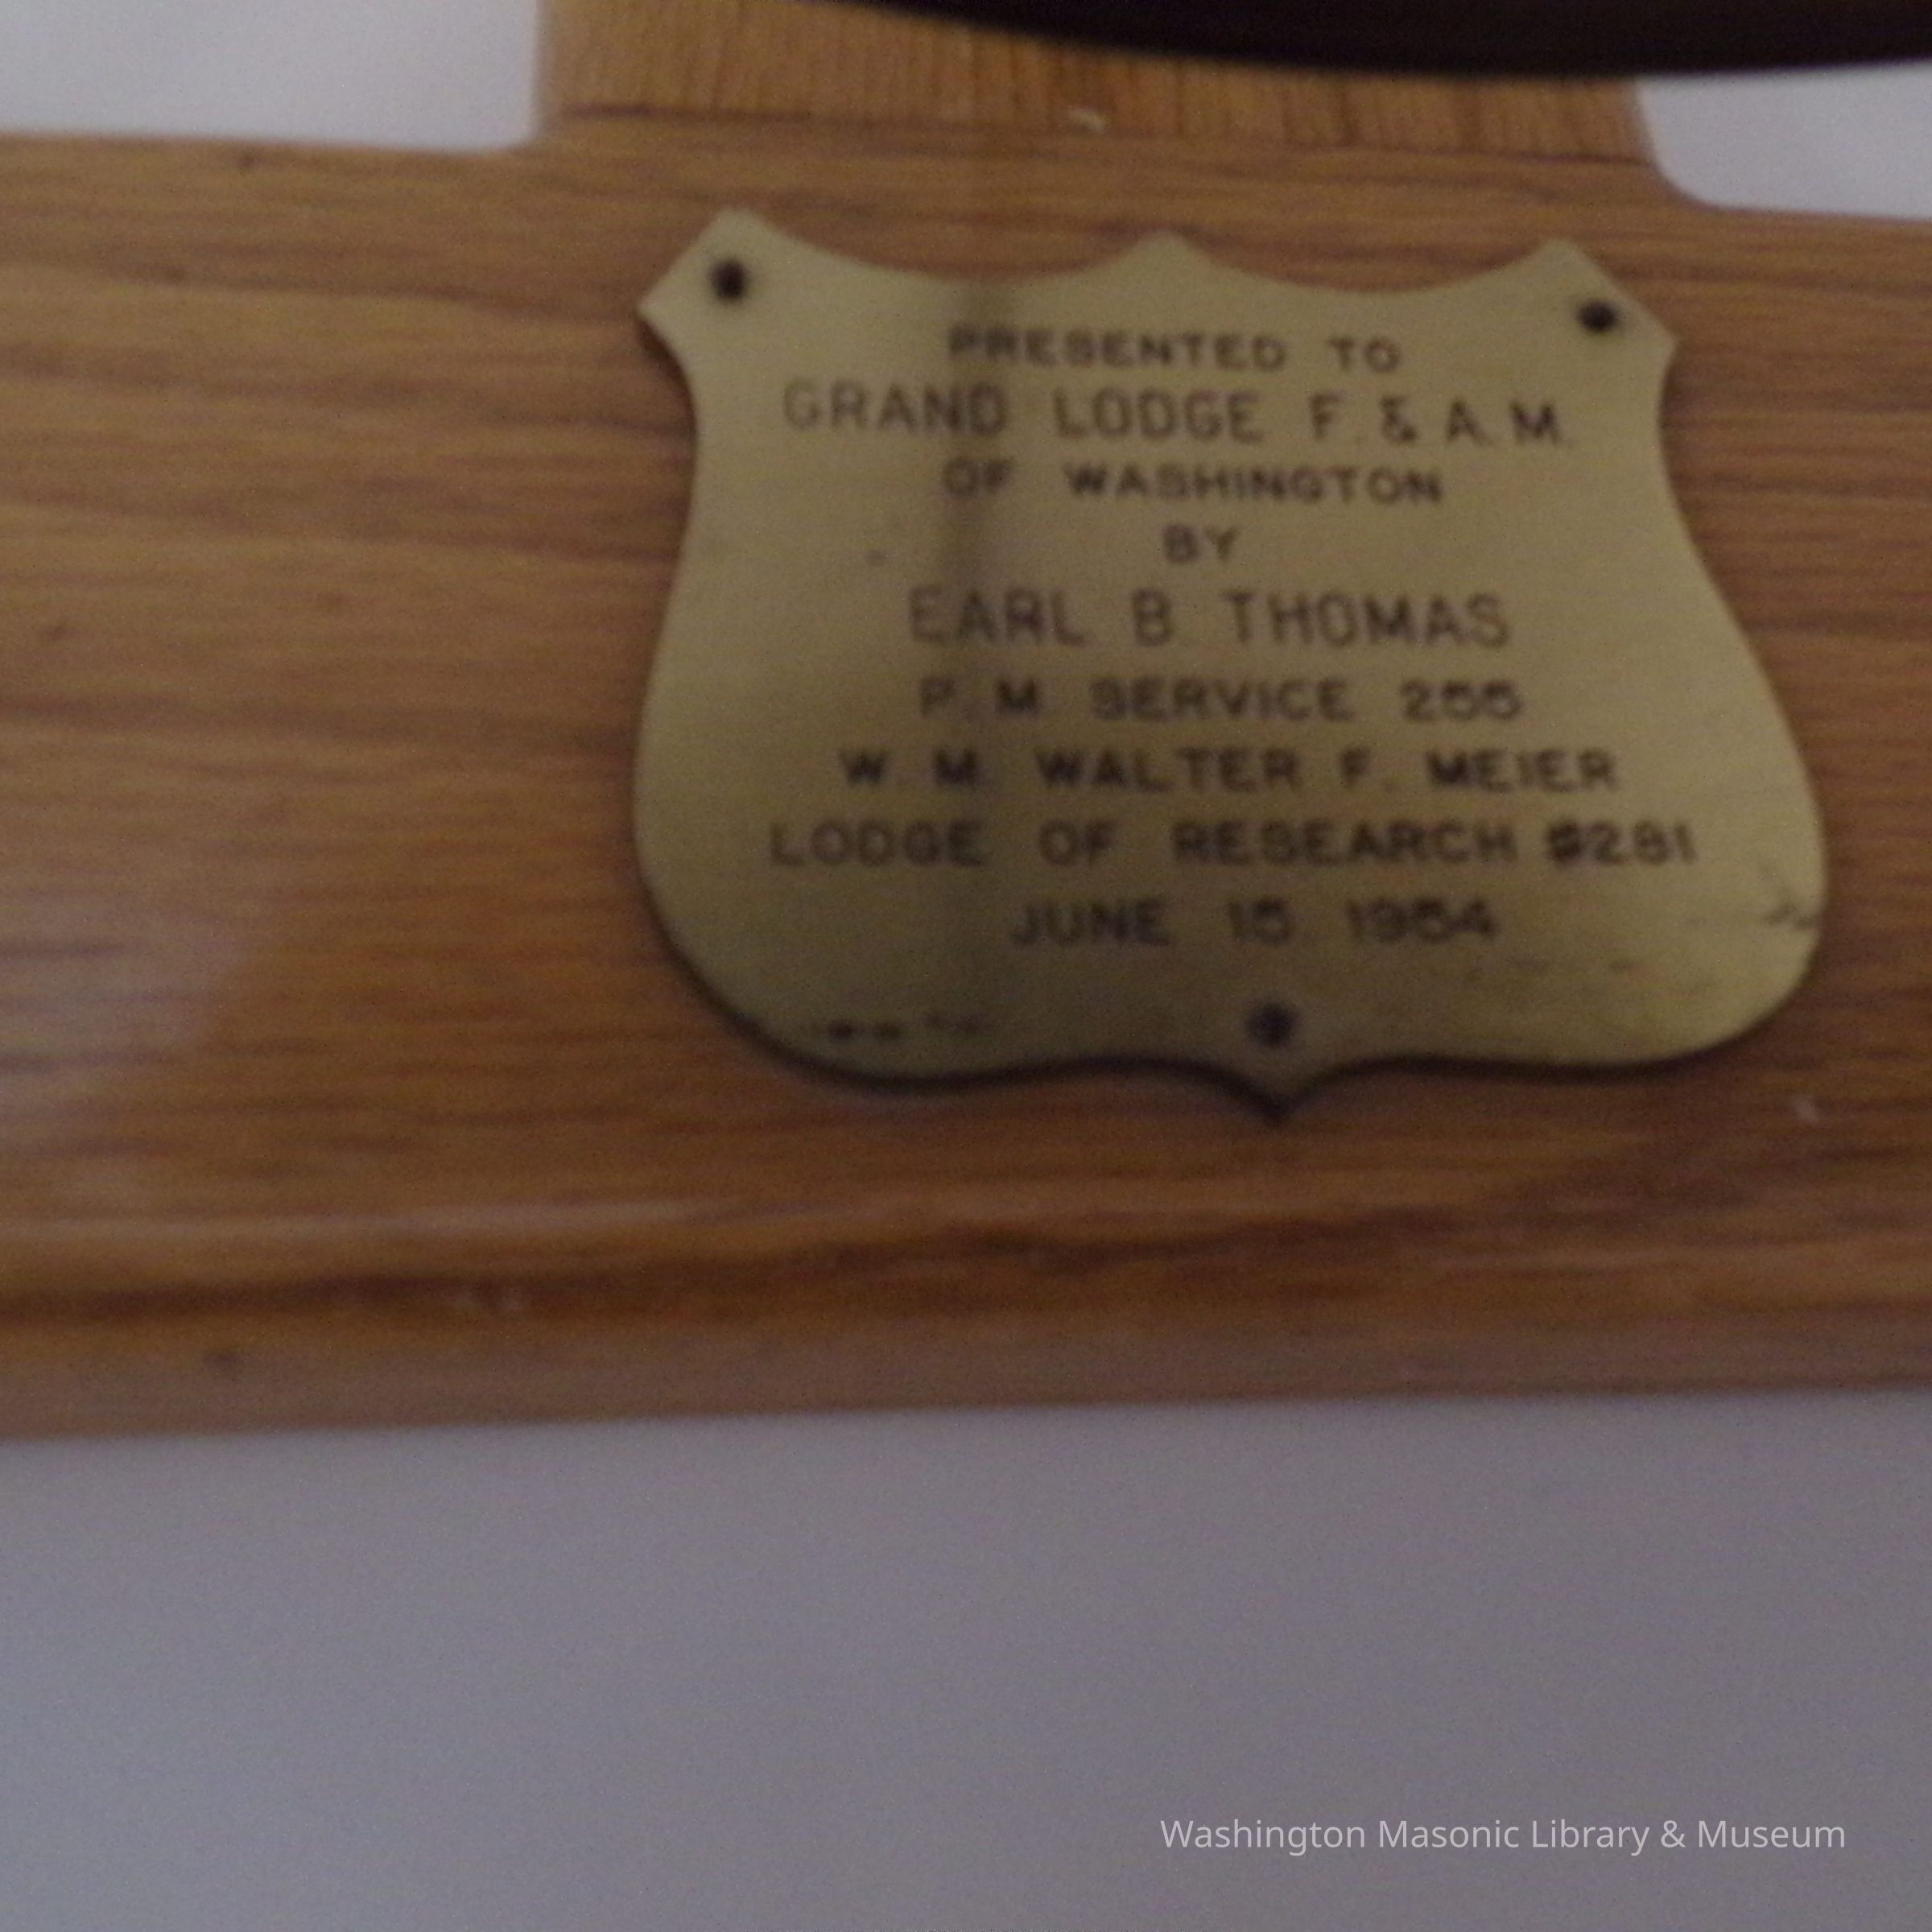 PRESENTED TO
GRAND LODGE F. & A. M.
OF WASHINGTON
BY
EARL B THOMAS
P. M SERVICE 255
W. M. WALTER F. MEIER
LODGE OF RESEARCH #281
JUNE 15 1954
Washington Masonic Library & Museum